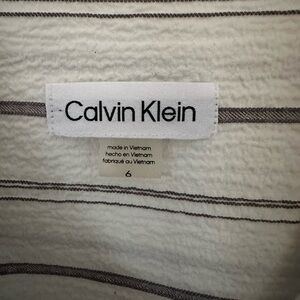 Calvin Klein
made in Vietnam
hecho en Vietnam
fabriqué au Vietnam
6